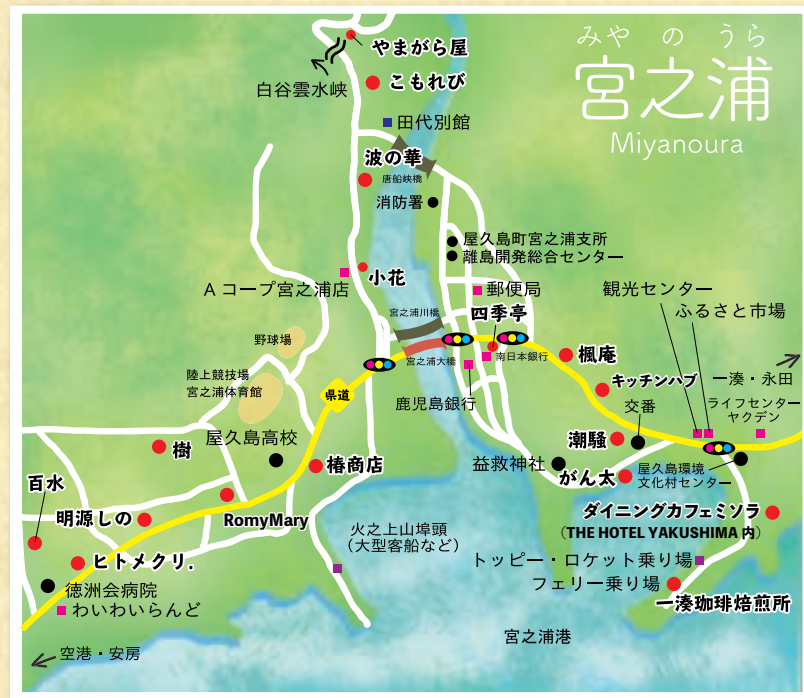 みやのうら
宮之浦
Miyanoura
やまがら屋
白谷雲水峡
こもれび
田代別館
波の華
唐船峡橋
消防署
屋久島町宮之浦支所
離島開発総合センター
小花
Aコープ宮之浦店
郵便局
観光センター
ふるさと市場
宮之浦川橋
四季亭
野球場
宮之浦大橋
南日本銀行
楓庵
一湊・永田
陸上競技場
宮之浦体育館
県道
鹿児島銀行
キッチンハブ
ライフセンター
ヤクデン
交番
屋久島高校
樹
潮騒
椿商店
益救神社
がん太
屋久島環境
文化村センター
百水
明源しの
RomyMary
ダイニングカフェミソラ
(THE HOTEL YAKUSHIMA 内)
火之上山埠頭
(大型客船など)
ヒトメクリ.
トッピー・ロケット乗り場
フェリー乗り場
徳洲会病院
わいわいらんど
一湊珈琲焙煎所
宮之浦港
空港・安房